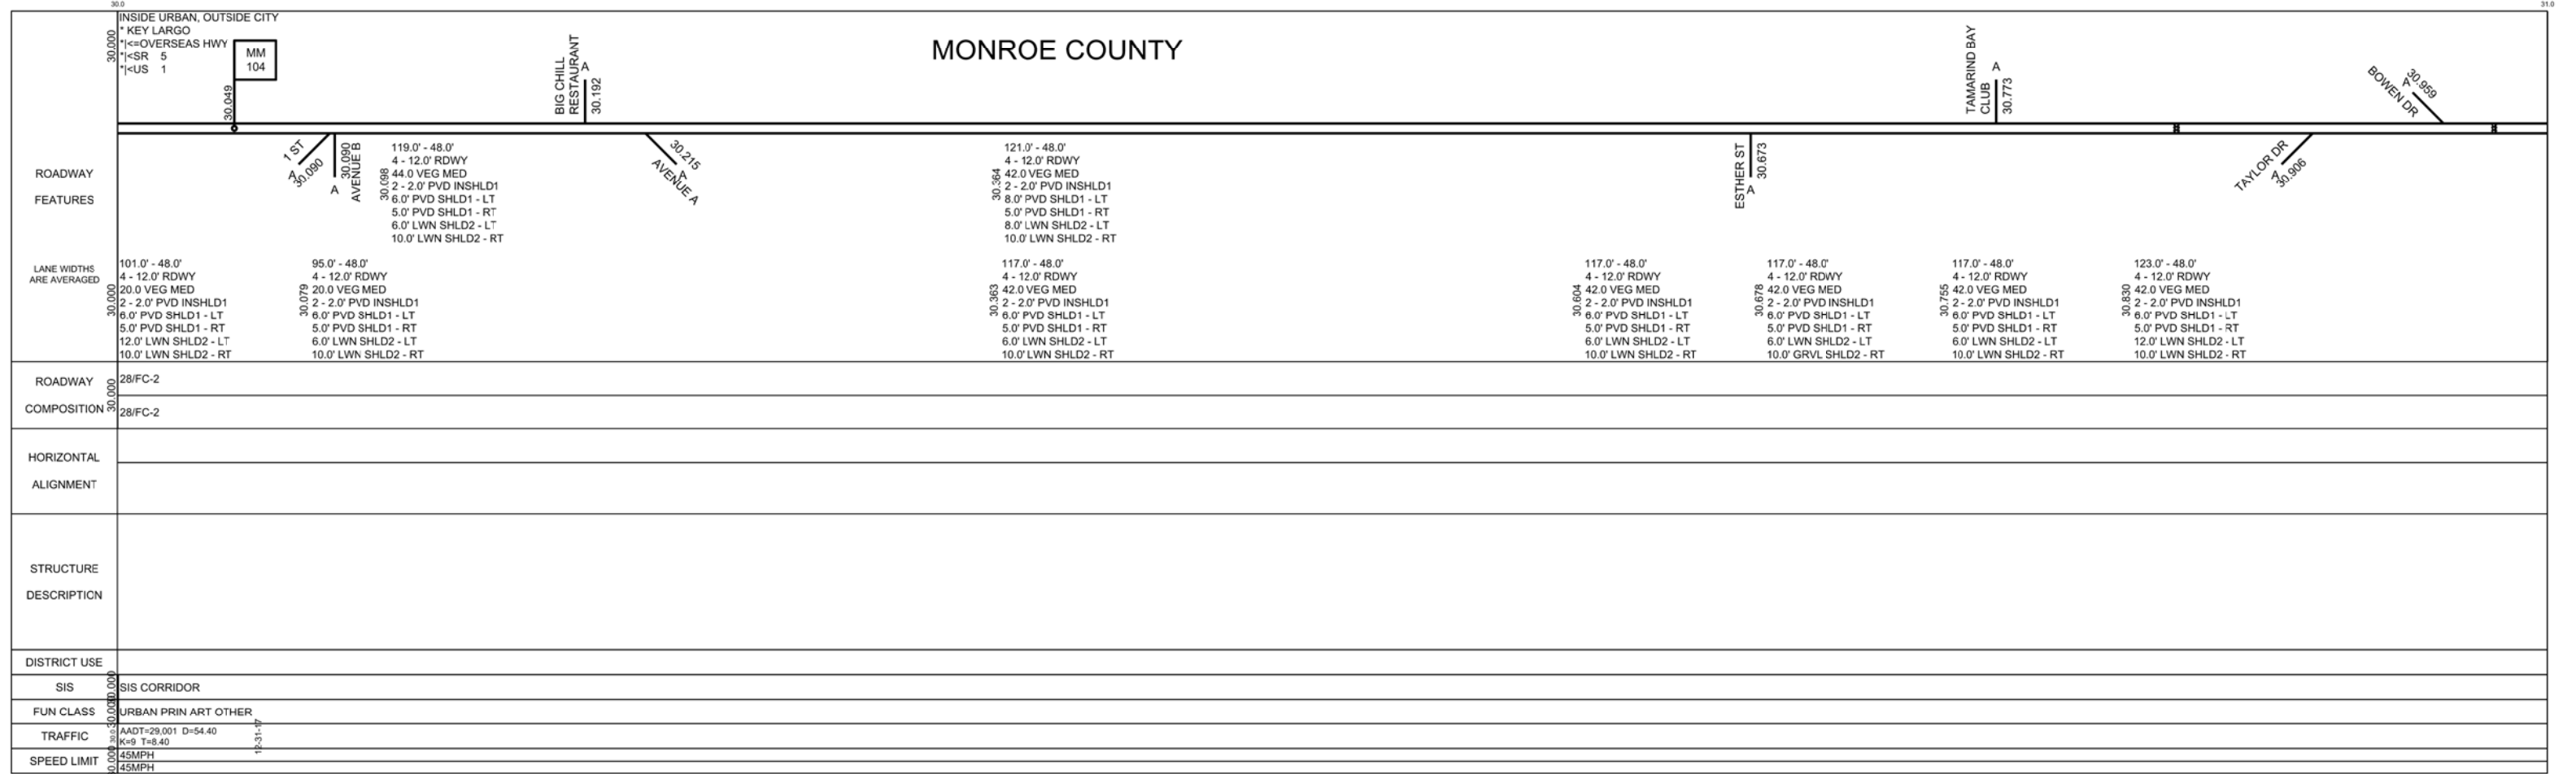 30.0
31.0
INSIDE URBAN, OUTSIDE CITY
* KEY LARGO
*|<=OVERSEAS HWY
*|<SR 5
*|<US 1
30.000
MM
104
30.049
BIG CHILL
RESTAURANT
A
30.192
MONROE COUNTY
TAMARIND BAY
CLUB
A
30.773
BOWEN DR
A
30.959
ROADWAY
FEATURES
1 ST
A
30.090
30.090
AVENUE B
A
30.098
119.0' - 48.0'
4 - 12.0' RDWY
44.0 VEG MED
2 - 2.0' PVD INSHLD1
6.0' PVD SHLD1 - LT
5.0' PVD SHLD1 - RT
6.0' LWN SHLD2 - LT
10.0' LWN SHLD2 - RT
30.215
A
AVENUE A
30.364
121.0' - 48.0'
4 - 12.0' RDWY
42.0 VEG MED
2 - 2.0' PVD INSHLD1
8.0' PVD SHLD1 - LT
5.0' PVD SHLD1 - RT
8.0' LWN SHLD2 - LT
10.0' LWN SHLD2 - RT
ESTHER ST
30.673
A
TAYLOR DR
A
30.906
LANE WIDTHS
ARE AVERAGED
30.000
101.0' - 48.0'
4 - 12.0' RDWY
20.0 VEG MED
2 - 2.0' PVD INSHLD1
6.0' PVD SHLD1 - LT
5.0' PVD SHLD1 - RT
12.0' LWN SHLD2 - LT
10.0' LWN SHLD2 - RT
30.079
95.0' - 48.0'
4 - 12.0' RDWY
20.0 VEG MED
2 - 2.0' PVD INSHLD1
6.0' PVD SHLD1 - LT
5.0' PVD SHLD1 - RT
6.0' LWN SHLD2 - LT
10.0' LWN SHLD2 - RT
30.363
117.0' - 48.0'
4 - 12.0' RDWY
42.0 VEG MED
2 - 2.0' PVD INSHLD1
6.0' PVD SHLD1 - LT
5.0' PVD SHLD1 - RT
6.0' LWN SHLD2 - LT
10.0' LWN SHLD2 - RT
30.604
117.0' - 48.0'
4 - 12.0' RDWY
42.0 VEG MED
2 - 2.0' PVD INSHLD1
6.0' PVD SHLD1 - LT
5.0' PVD SHLD1 - RT
6.0' LWN SHLD2 - LT
10.0' LWN SHLD2 - RT
30.678
117.0' - 48.0'
4 - 12.0' RDWY
42.0 VEG MED
2 - 2.0' PVD INSHLD1
6.0' PVD SHLD1 - LT
5.0' PVD SHLD1 - RT
6.0' LWN SHLD2 - LT
10.0' GRVL SHLD2 - RT
30.755
117.0' - 48.0'
4 - 12.0' RDWY
42.0 VEG MED
2 - 2.0' PVD INSHLD1
6.0' PVD SHLD1 - LT
5.0' PVD SHLD1 - RT
6.0' LWN SHLD2 - LT
10.0' LWN SHLD2 - RT
30.830
123.0' - 48.0'
4 - 12.0' RDWY
42.0 VEG MED
2 - 2.0' PVD INSHLD1
6.0' PVD SHLD1 - LT
5.0' PVD SHLD1 - RT
12.0' LWN SHLD2 - LT
10.0' LWN SHLD2 - RT
ROADWAY
COMPOSITION
30.000
28/FC-2
28/FC-2
HORIZONTAL
ALIGNMENT
STRUCTURE
DESCRIPTION
DISTRICT USE
SIS
SIS CORRIDOR
FUN CLASS
URBAN PRIN ART OTHER
TRAFFIC
AADT=29,001 D=54.40
K=9 T=8.40
12-31-17
SPEED LIMIT
45MPH
45MPH